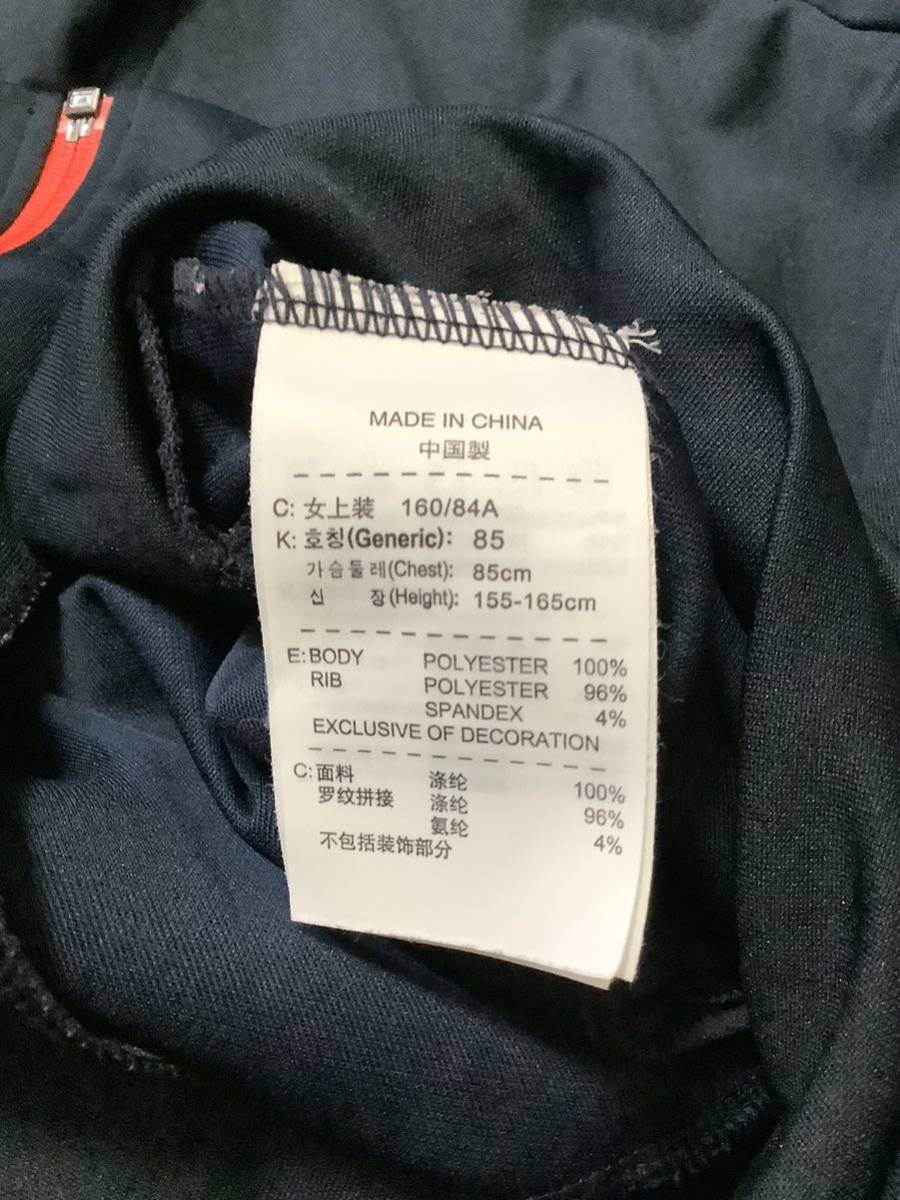 MADE IN CHINA
中国製
C: 女上装 160/84A
K: 호칭(Generic): 85
가슴둘레(Chest): 85cm
신 장(Height): 155-165cm
E: BODY POLYESTER 100%
RIB POLYESTER 96%
SPANDEX 4%
EXCLUSIVE OF DECORATION
C: 面料 涤纶 100%
罗纹拼接 涤纶 96%
氨纶 4%
不包括装饰部分